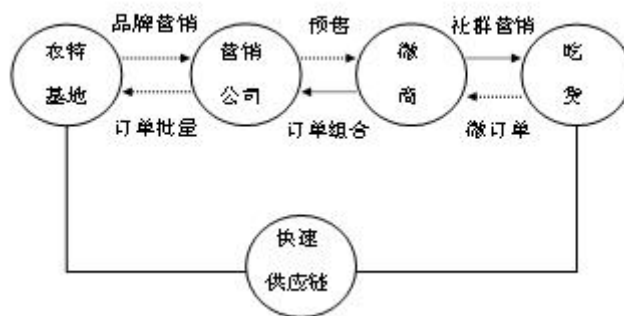 品牌营销
预售
社群营销
农特
基地
营销
公司
微
商
吃
货
订单批量
订单组合
微订单
快速
供应链